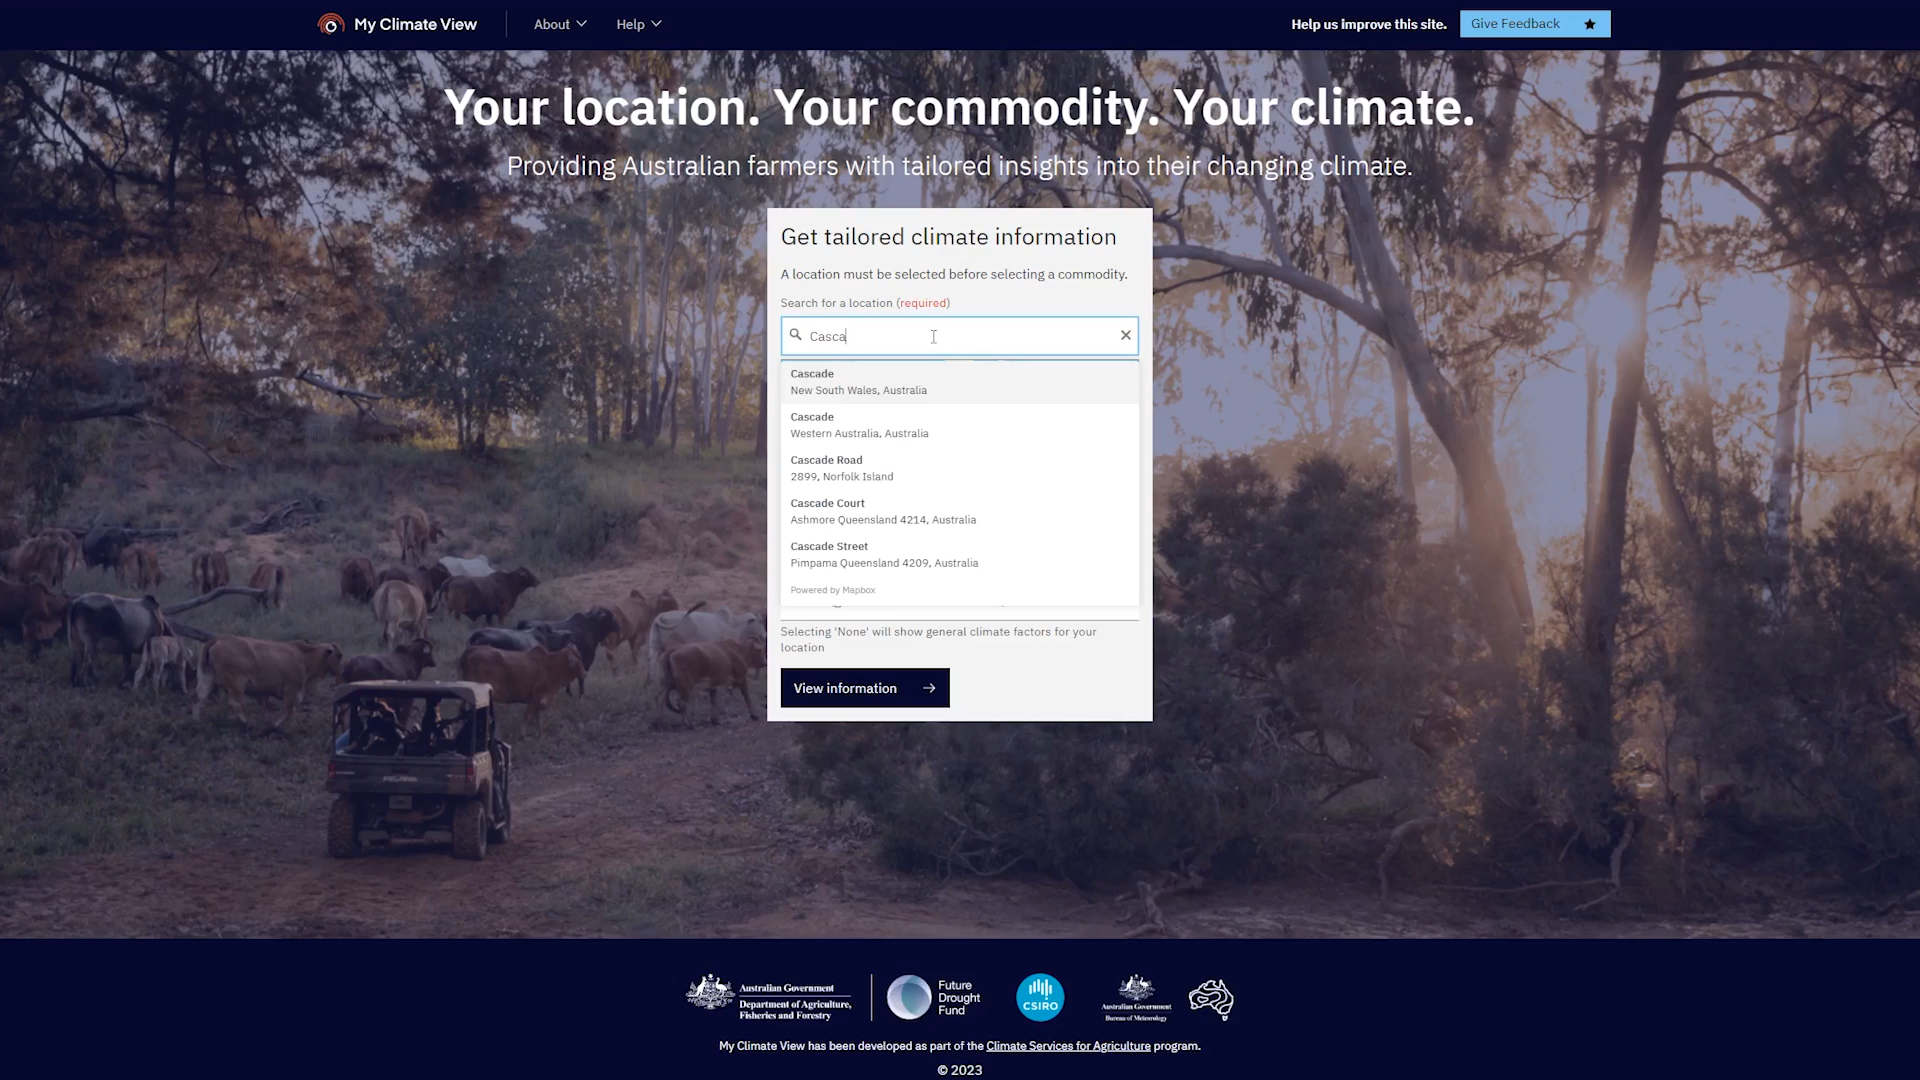 My Climate View
About
Help
Help us improve this site.
Give Feedback
Your location. Your commodity. Your climate.
Providing Australian farmers with tailored insights into their changing climate.
Get tailored climate information
A location must be selected before selecting a commodity.
Search for a location (required)
Casca
Cascade
New South Wales, Australia
Cascade
Western Australia, Australia
Cascade Road
2899, Norfolk Island
Cascade Court
Ashmore Queensland 4214, Australia
Cascade Street
Pimpama Queensland 4209, Australia
Powered by Mapbox
Selecting 'None' will show general climate factors for your
location
View information
Australian Government
Department of Agriculture,
Fisheries and Forestry
Future
Drought
Fund
CSIRO
Australian Government
Bureau of Meteorology
My Climate View has been developed as part of the Climate Services for Agriculture program.
© 2023